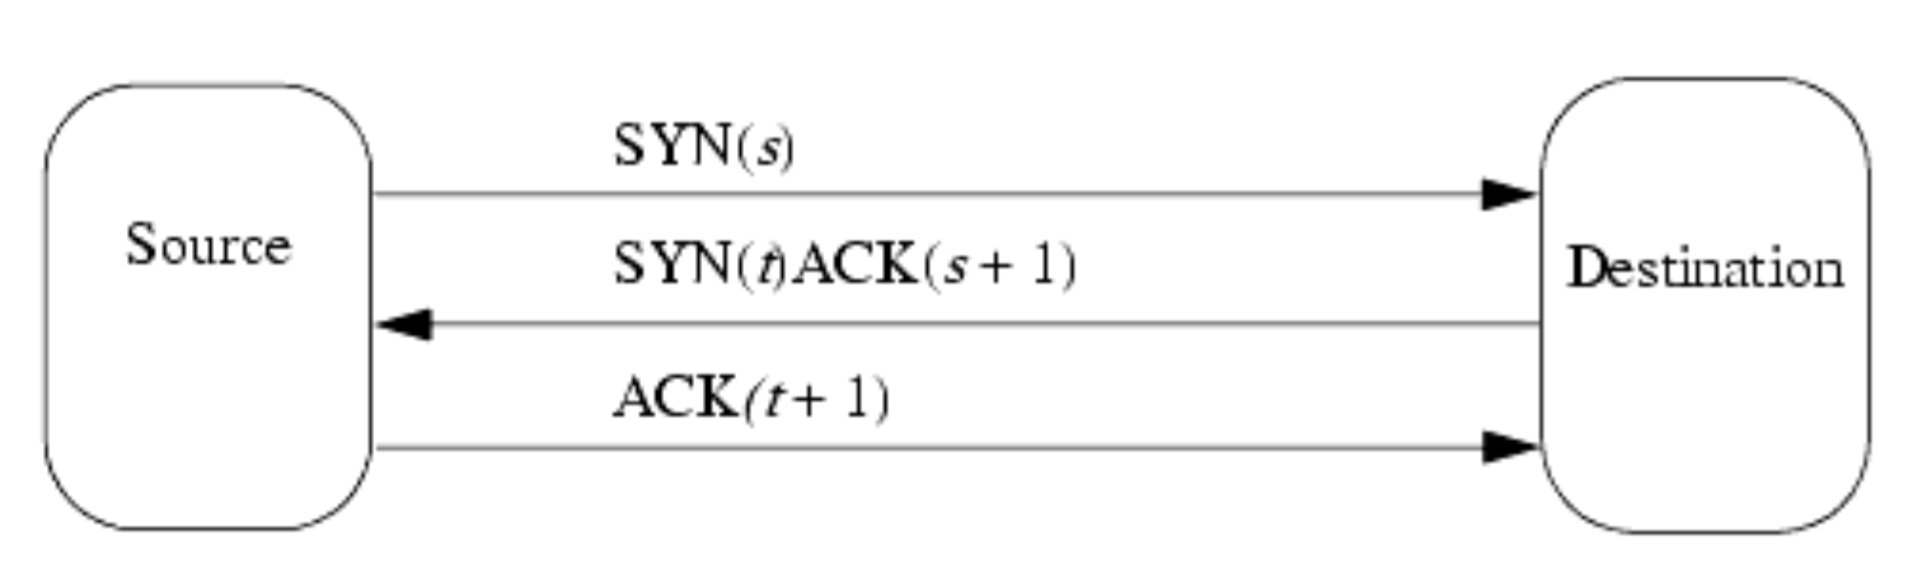 SYN(s)
Source
SYN(t)ACK(s + 1)
Destination
ACK(t + 1)